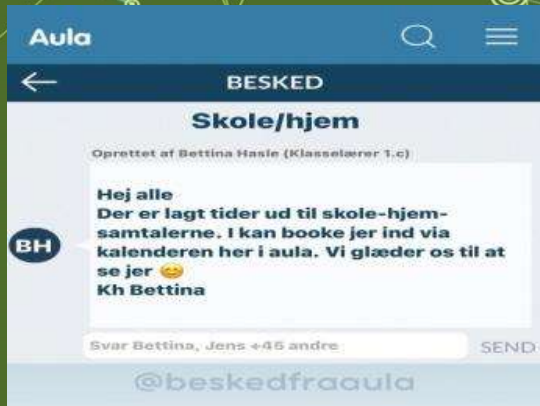 Aula
BESKED
Skole/hjem
Oprettet af Bettina Hasle (Klasselærer 1.c)
Hej alle
Der er lagt tider ud til skole-hjem-
samtalerne. I kan booke jer ind via
kalenderen her i aula. Vi glæder os til at
se jer 😊
Kh Bettina
BH
Svar Bettina, Jens +46 andre
SEND
@beskedfraaula